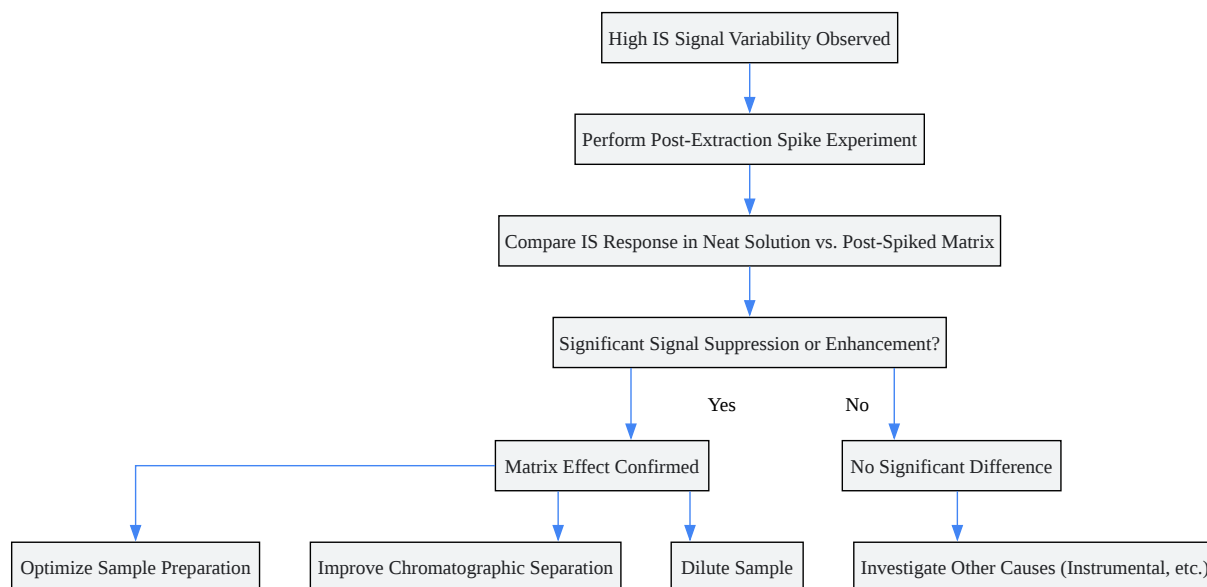 High IS Signal Variability Observed
Perform Post-Extraction Spike Experiment
Compare IS Response in Neat Solution vs. Post-Spiked Matrix
Significant Signal Suppression or Enhancement?
Yes
No
Matrix Effect Confirmed
No Significant Difference
Optimize Sample Preparation
Improve Chromatographic Separation
Dilute Sample
Investigate Other Causes (Instrumental, etc.)